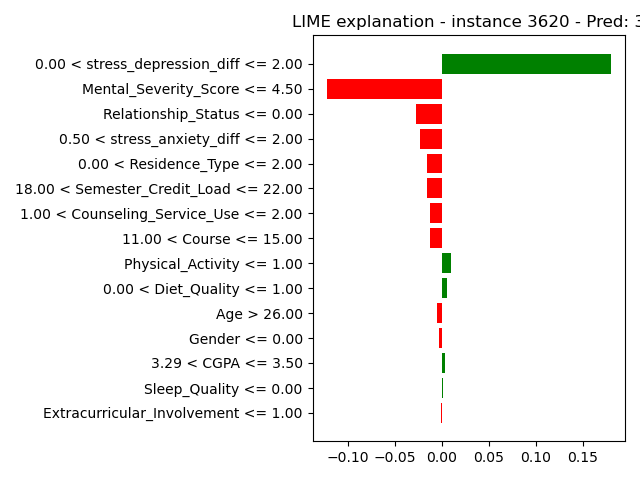 LIME explanation - instance 3620 - Pred: 3
0.00 < stress_depression_diff <= 2.00
Mental_Severity_Score <= 4.50
Relationship_Status <= 0.00
0.50 < stress_anxiety_diff <= 2.00
0.00 < Residence_Type <= 2.00
18.00 < Semester_Credit_Load <= 22.00
1.00 < Counseling_Service_Use <= 2.00
11.00 < Course <= 15.00
Physical_Activity <= 1.00
0.00 < Diet_Quality <= 1.00
Age > 26.00
Gender <= 0.00
3.29 < CGPA <= 3.50
Sleep_Quality <= 0.00
Extracurricular_Involvement <= 1.00
−0.10 −0.05 0.00 0.05 0.10 0.15